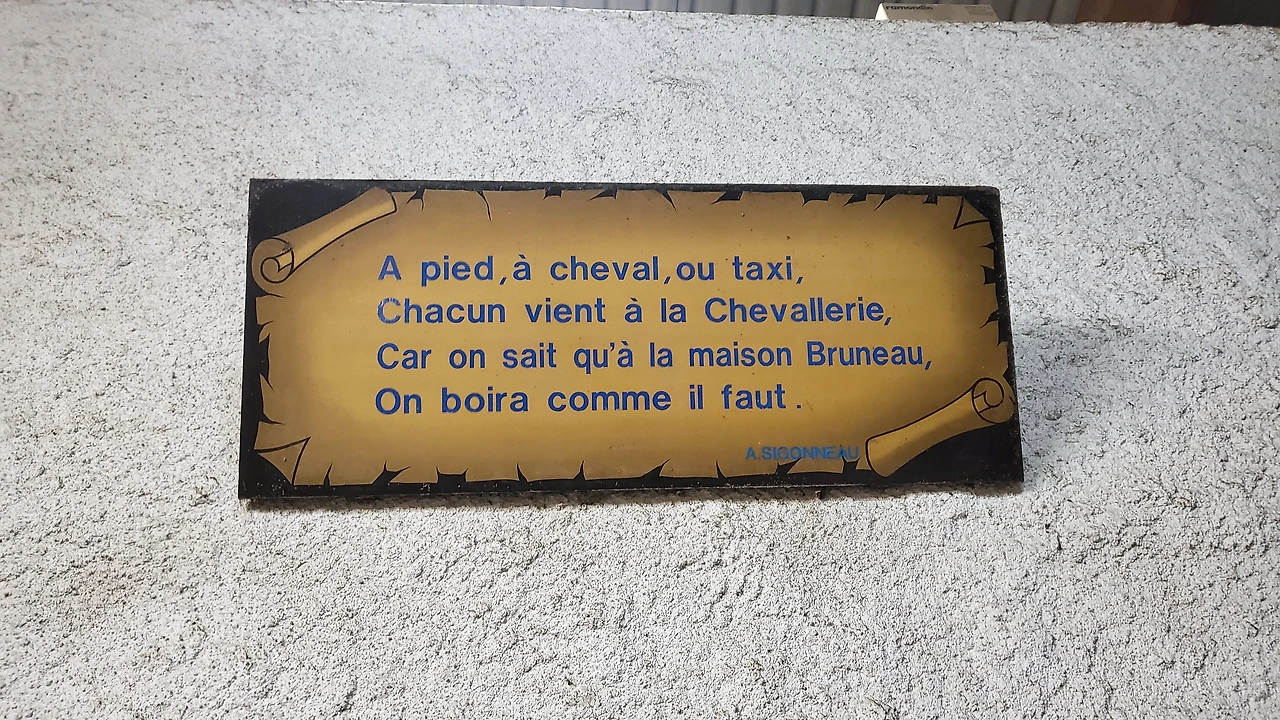 ramondin
A pied, à cheval, ou taxi,
Chacun vient à la Chevallerie,
Car on sait qu'à la maison Bruneau,
On boira comme il faut.
A.SIGONNEAU